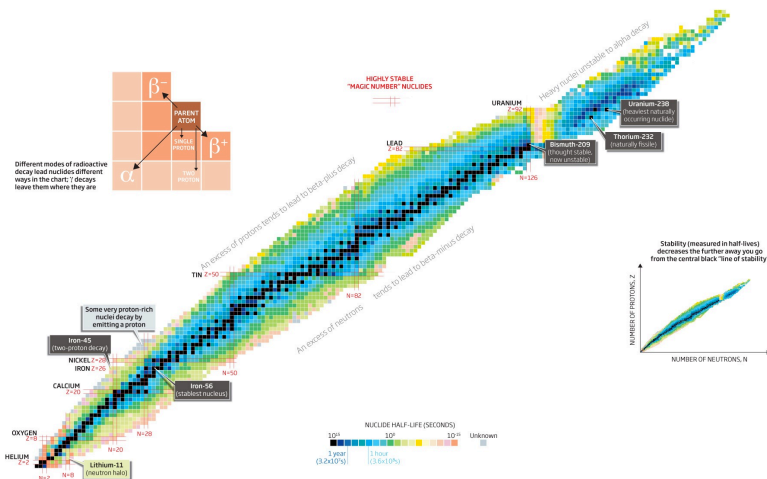 HIGHLY STABLE
"MAGIC NUMBER" NUCLIDES
Heavy nuclei unstable to alpha decay
URANIUM
Z=92
Uranium-238
(heaviest naturally
occurring nuclide)
Thorium-232
(naturally fissile)
Bismuth-209
(thought stable,
now unstable)
N=126
LEAD
Z=82
β−
PARENT
ATOM
SINGLE
PROTON
β+
α
TWO
PROTON
Different modes of radioactive
decay lead nuclides different
ways in the chart; γ decays
leave them where they are
An excess of protons tends to lead to beta-plus decay
TIN Z=50
N=82
An excess of neutrons tends to lead to beta-minus decay
Stability (measured in half-lives)
decreases the further away you go
from the central black "line of stability
NUMBER OF PROTONS, Z
NUMBER OF NEUTRONS, N
Some very proton-rich
nuclei decay by
emitting a proton
Iron-45
(two-proton decay)
NICKEL Z=28
IRON Z=26
N=50
CALCIUM
Z=20
Iron-56
(stablest nucleus)
OXYGEN
Z=8
N=28
N=20
HELIUM
Z=2
Lithium-11
(neutron halo)
N=2
N=8
NUCLIDE HALF-LIFE (SECONDS)
10¹⁵
10⁰
10⁻¹⁵
Unknown
1 year
(3.2x10⁷s)
1 hour
(3.6x10³s)